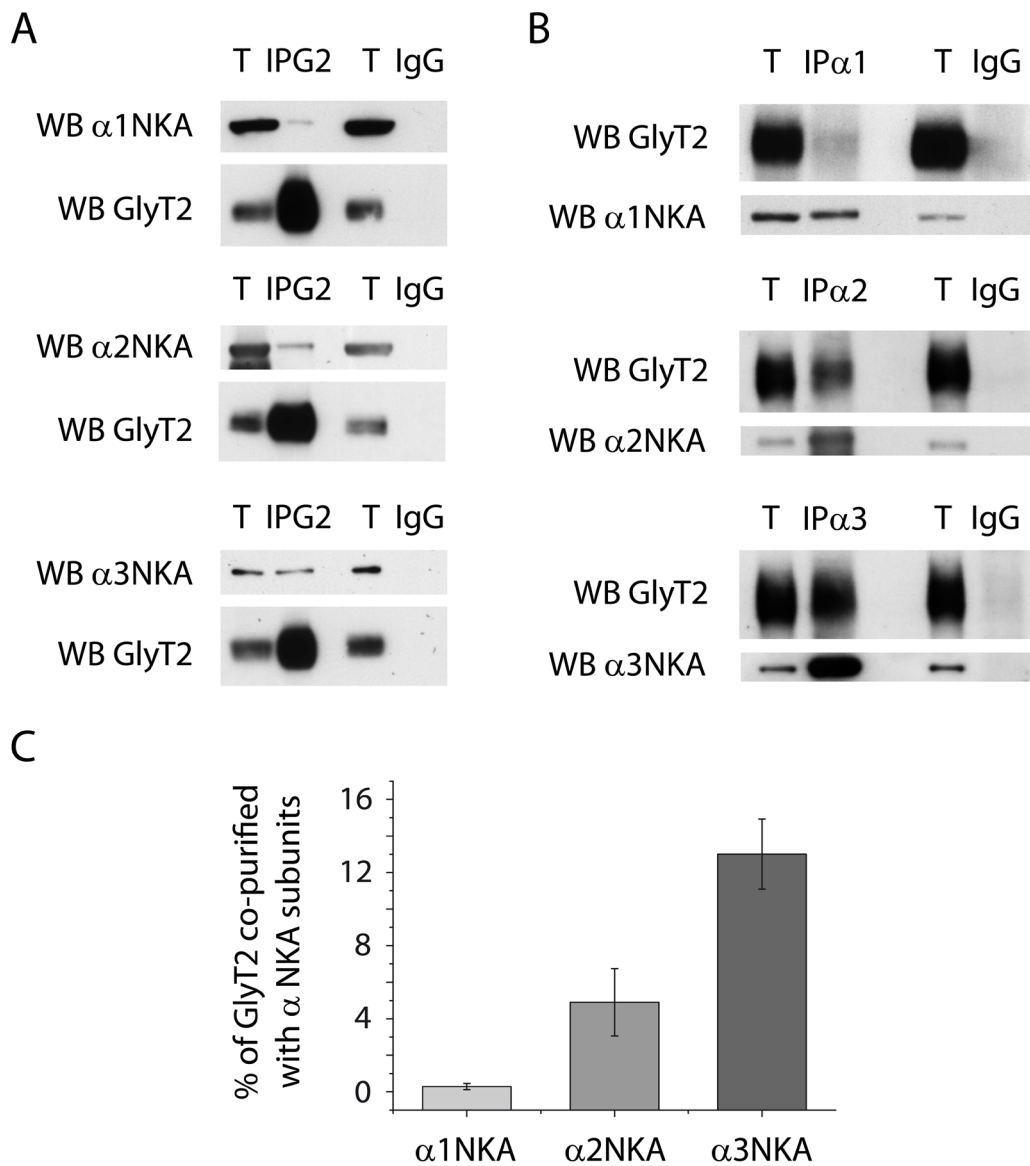 A
T IPG2 T IgG
WB α1NKA
WB GlyT2
T IPG2 T IgG
WB α2NKA
WB GlyT2
T IPG2 T IgG
WB α3NKA
WB GlyT2
B
T IPα1 T IgG
WB GlyT2
WB α1NKA
T IPα2 T IgG
WB GlyT2
WB α2NKA
T IPα3 T IgG
WB GlyT2
WB α3NKA
C
% of GlyT2 co-purified
with α NKA subunits
16
12
8
4
0
α1NKA α2NKA α3NKA